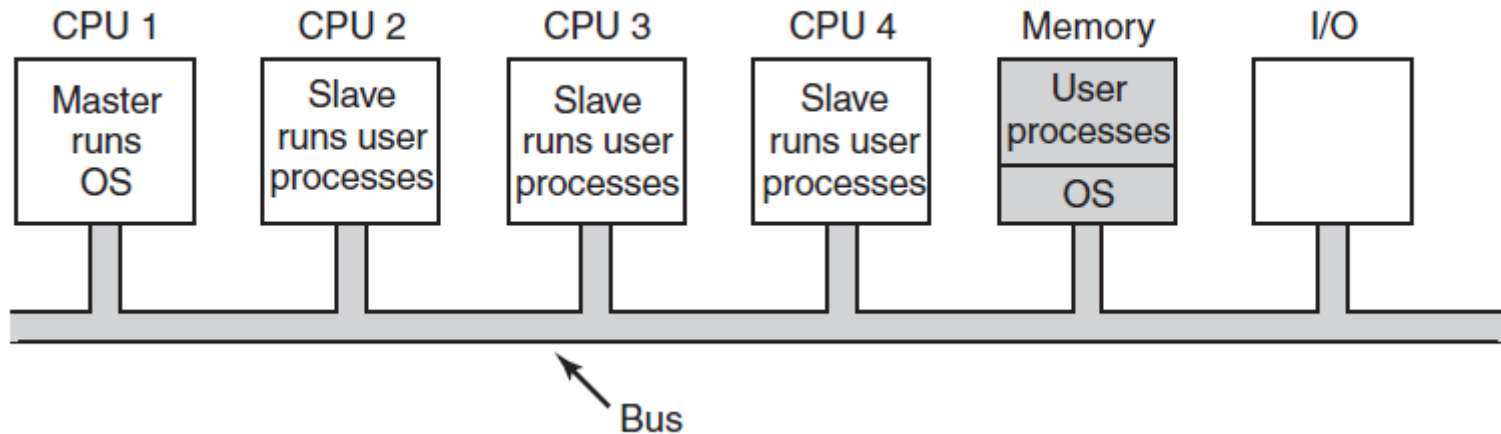 CPU 1
CPU 2
CPU 3
CPU 4
Memory
I/O
Master
runs
OS
Slave
runs user
processes
Slave
runs user
processes
Slave
runs user
processes
User
processes
OS
Bus